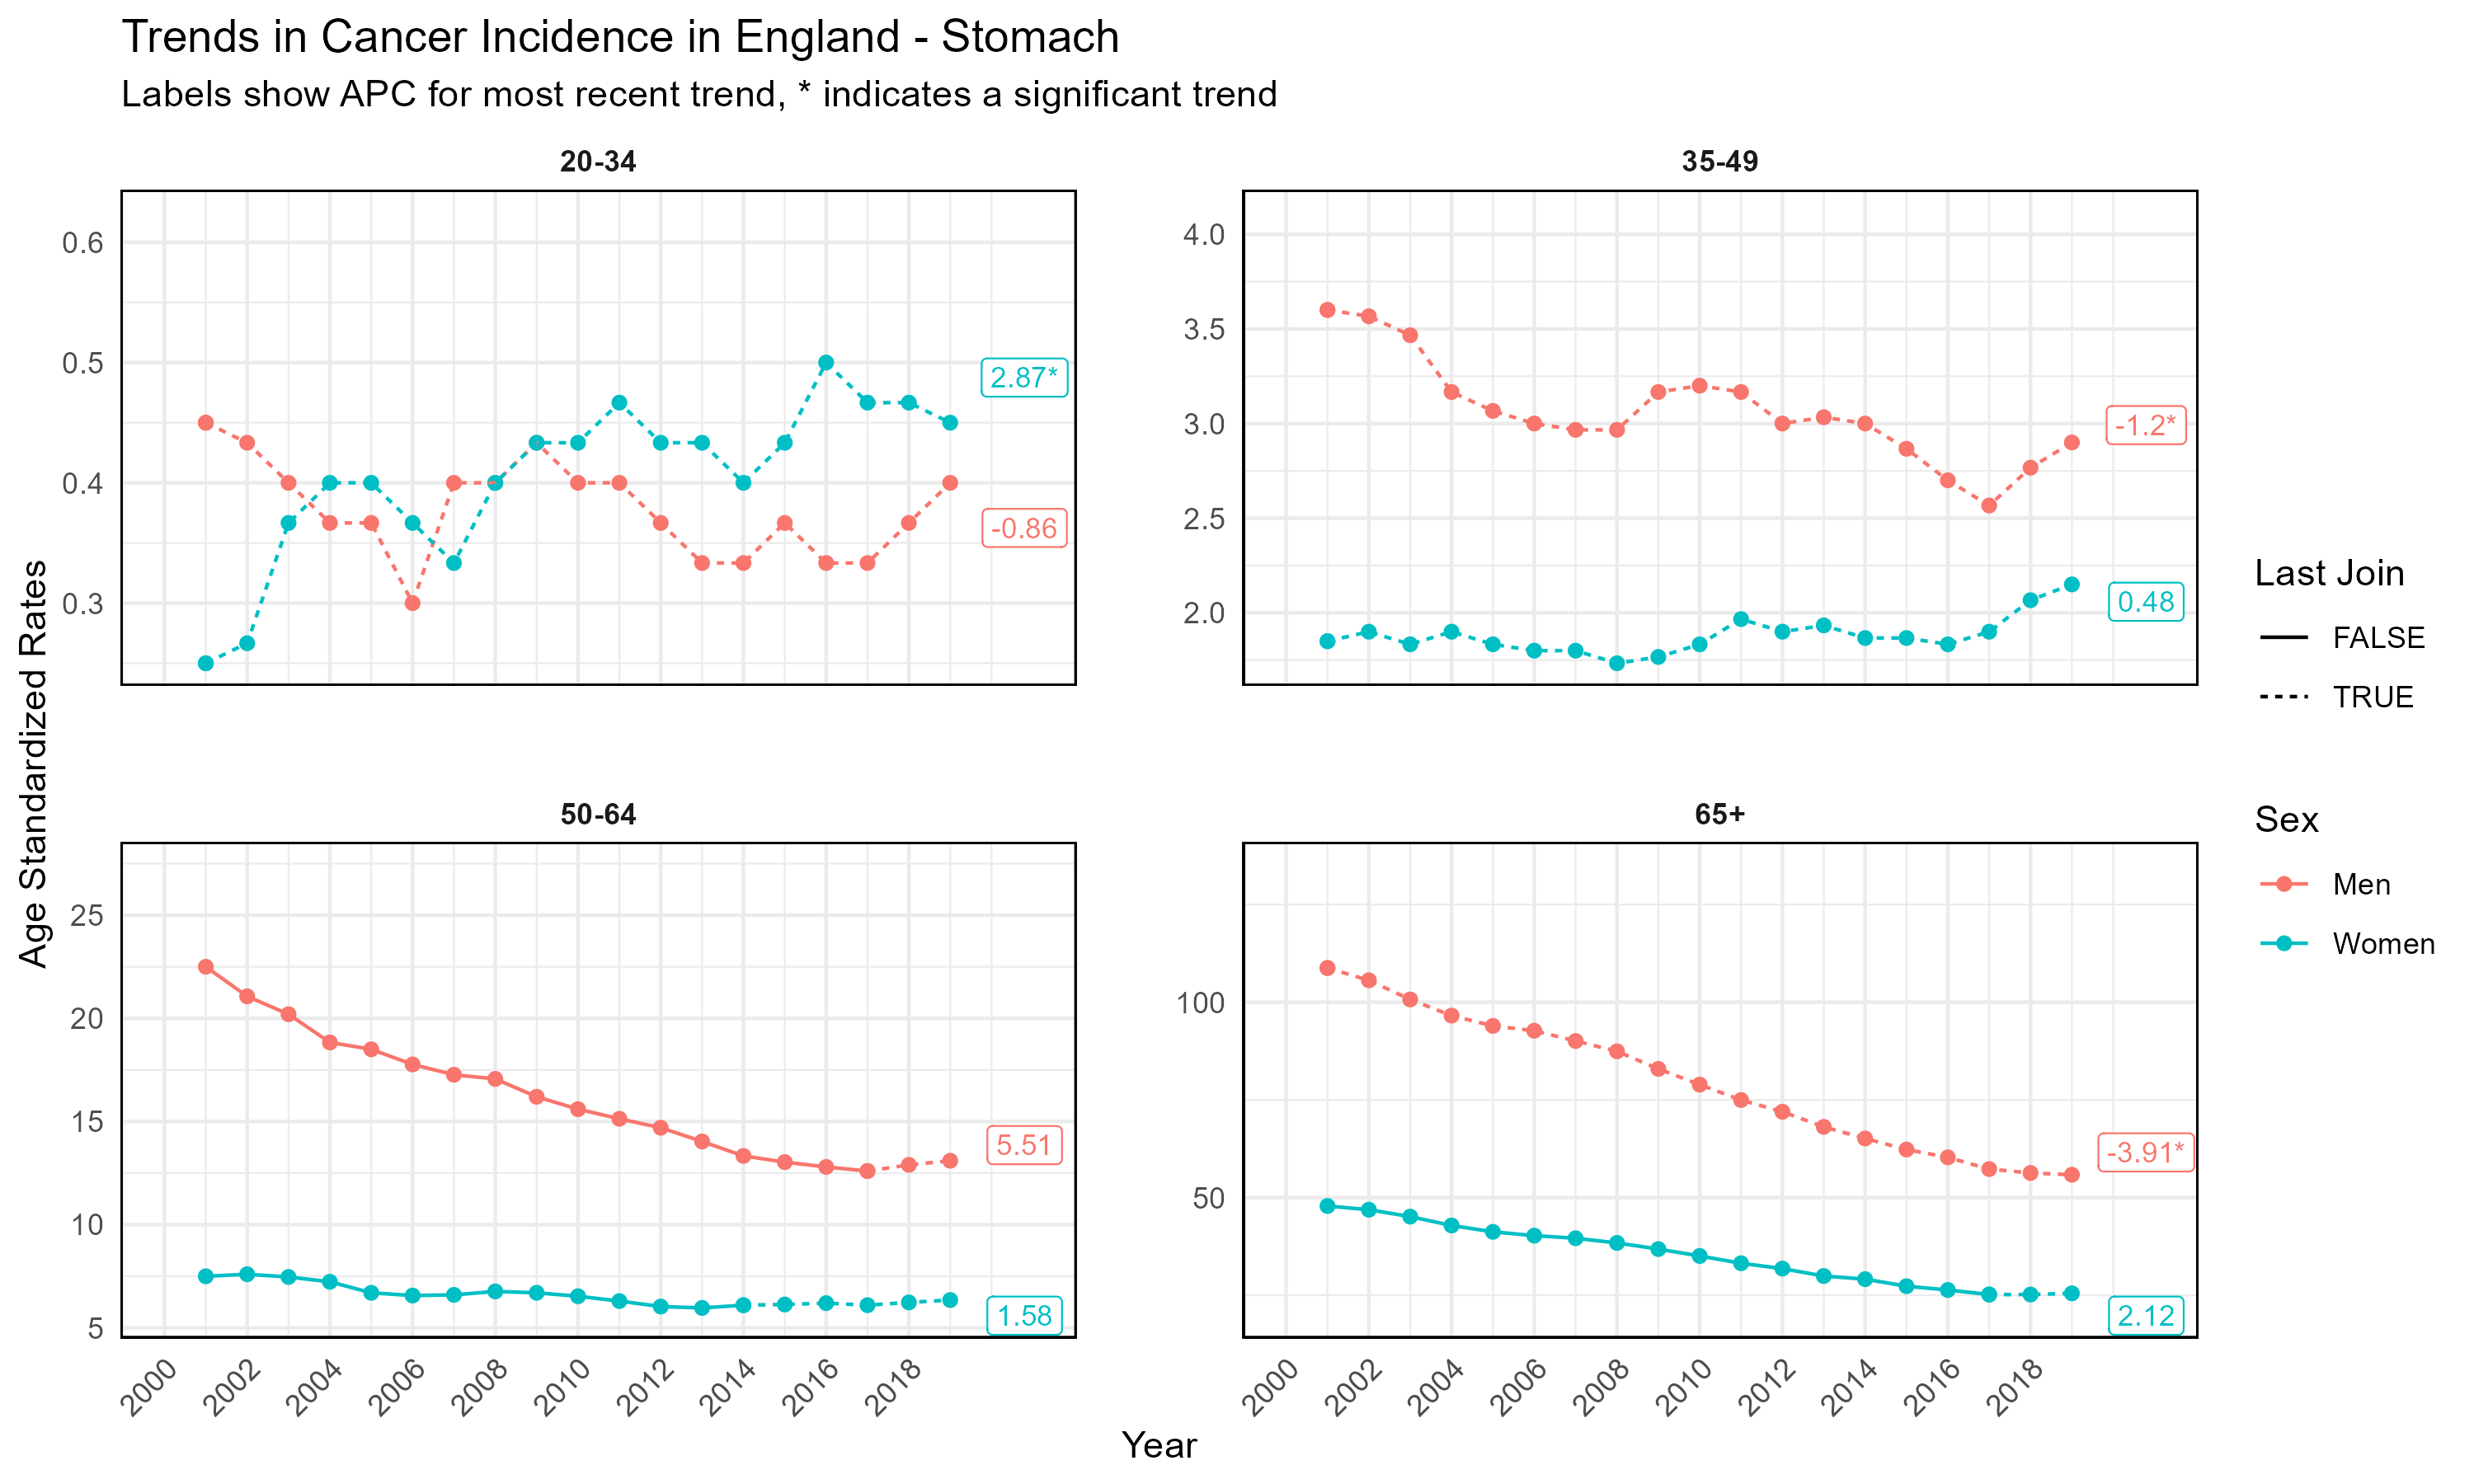 Trends in Cancer Incidence in England - Stomach
Labels show APC for most recent trend, * indicates a significant trend
20-34
0.6
0.5
0.4
0.3
2.87*
-0.86
35-49
4.0
3.5
3.0
2.5
2.0
-1.2*
0.48
50-64
25
20
15
10
5
5.51
1.58
65+
100
50
-3.91*
2.12
2000 2002 2004 2006 2008 2010 2012 2014 2016 2018
2000 2002 2004 2006 2008 2010 2012 2014 2016 2018
Year
Age Standardized Rates
Last Join
FALSE
TRUE
Sex
Men
Women